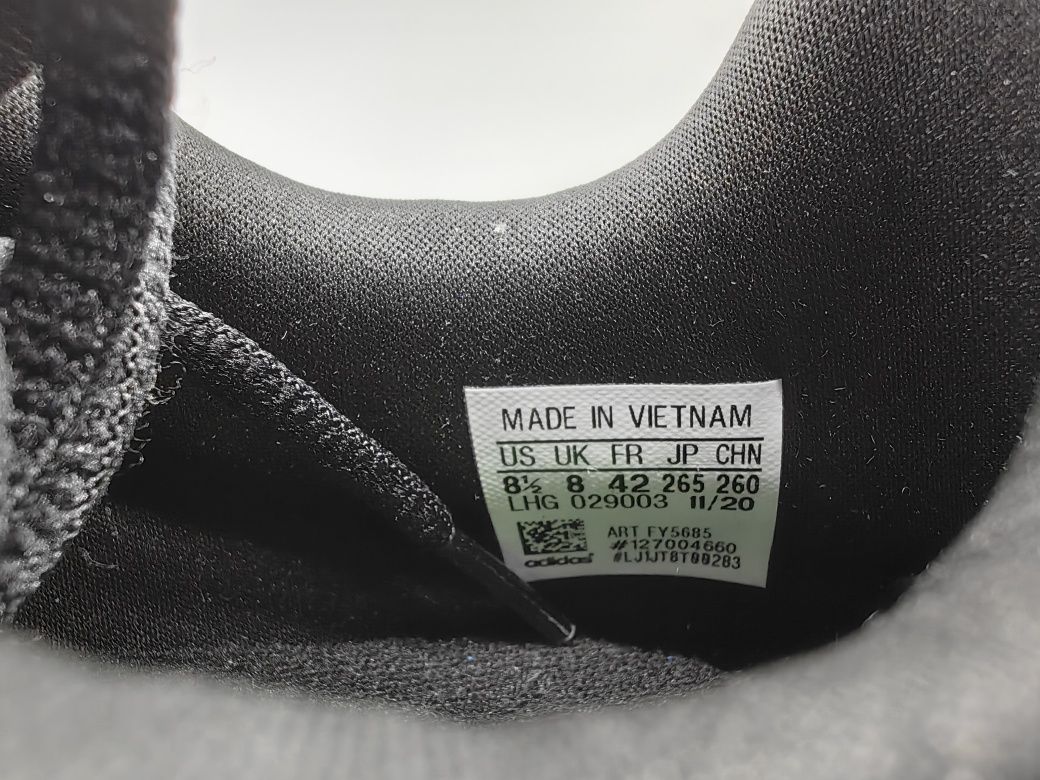 MADE IN VIETNAM
US UK FR JP CHN
8½ 8 42 265 260
LHG 029003 11/20
ART FY5685
#127004660
#LJ1JT8T00283
adidas